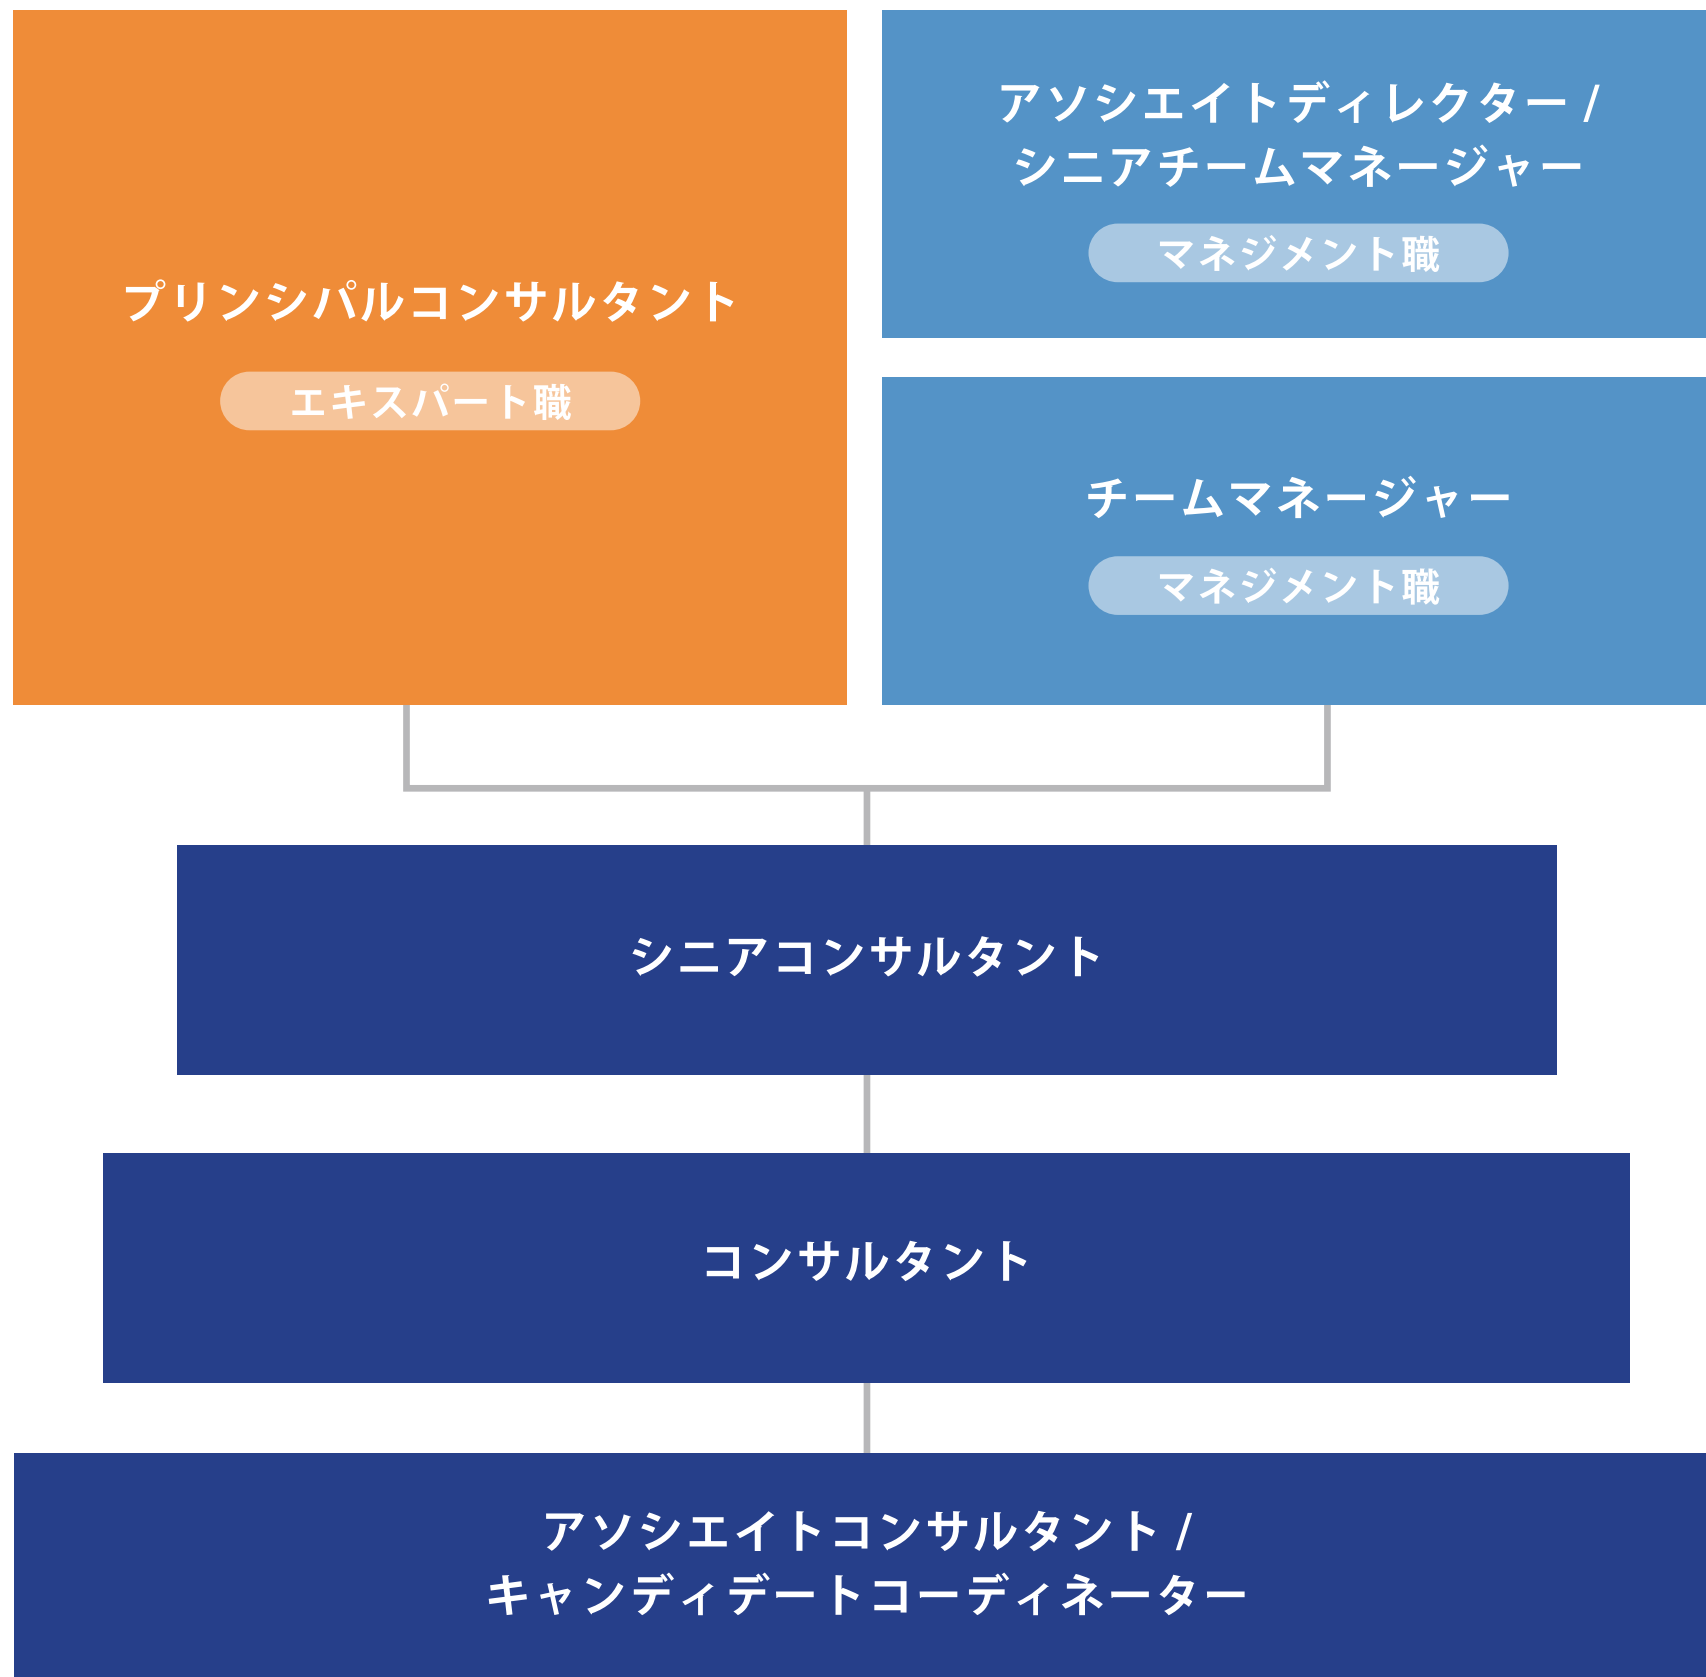 プリンシパルコンサルタント
エキスパート職
アソシエイトディレクター /
シニアチームマネージャー
マネジメント職
チームマネージャー
マネジメント職
シニアコンサルタント
コンサルタント
アソシエイトコンサルタント /
キャンディデートコーディネーター